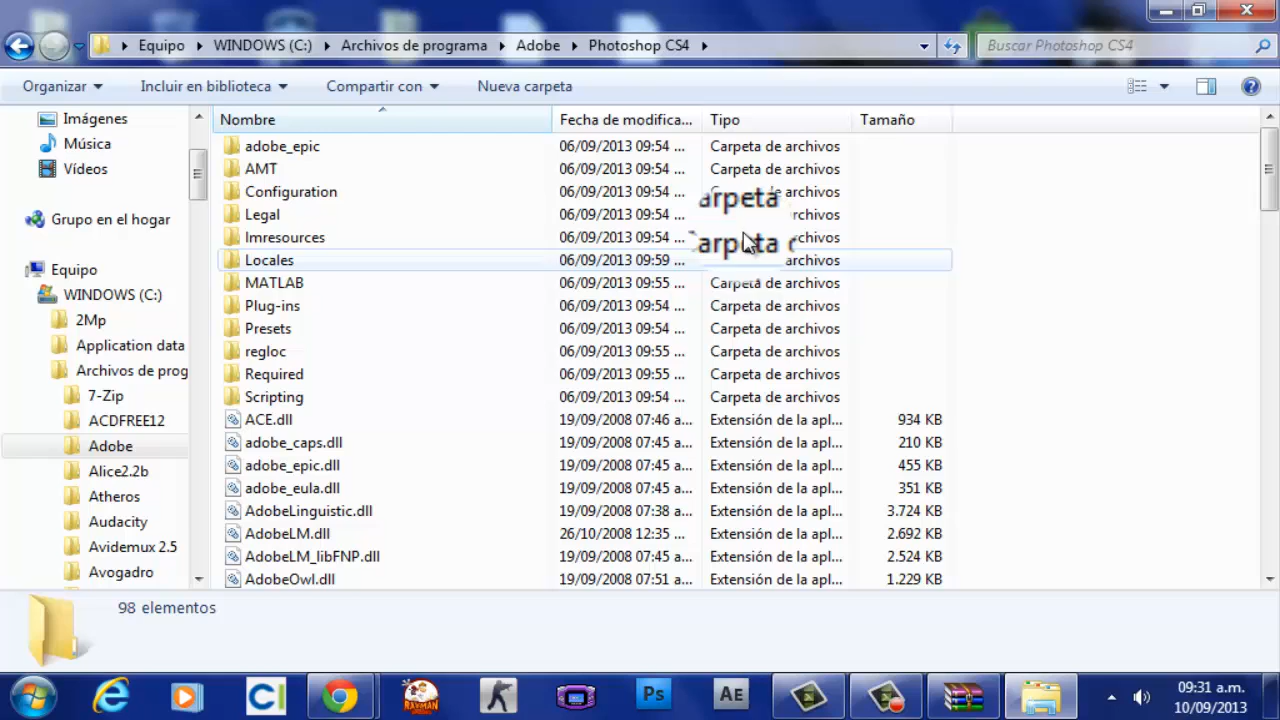 Equipo ▸ WINDOWS (C:) ▸ Archivos de programa ▸ Adobe ▸ Photoshop CS4 ▸
Buscar Photoshop CS4
Organizar Incluir en biblioteca Compartir con Nueva carpeta
Imágenes
Música
Vídeos
Grupo en el hogar
Equipo
WINDOWS (C:)
2Mp
Application data
Archivos de prog
7-Zip
ACDFREE12
Adobe
Alice2.2b
Atheros
Audacity
Avidemux 2.5
Avogadro
Nombre Fecha de modifica... Tipo Tamaño
adobe_epic 06/09/2013 09:54 ... Carpeta de archivos
AMT 06/09/2013 09:54 ... Carpeta de archivos
Configuration 06/09/2013 09:54 ... Carpeta de archivos
Legal 06/09/2013 09:54 ... arpeta chivos
Imresources 06/09/2013 09:54 ... arpeta chivos
Locales 06/09/2013 09:59 ... archivos
MATLAB 06/09/2013 09:55 ... Carpeta de archivos
Plug-ins 06/09/2013 09:54 ... Carpeta de archivos
Presets 06/09/2013 09:54 ... Carpeta de archivos
regloc 06/09/2013 09:55 ... Carpeta de archivos
Required 06/09/2013 09:55 ... Carpeta de archivos
Scripting 06/09/2013 09:54 ... Carpeta de archivos
ACE.dll 19/09/2008 07:46 a... Extensión de la apl... 934 KB
adobe_caps.dll 19/09/2008 07:45 a... Extensión de la apl... 210 KB
adobe_epic.dll 19/09/2008 07:45 a... Extensión de la apl... 455 KB
adobe_eula.dll 19/09/2008 07:45 a... Extensión de la apl... 351 KB
AdobeLinguistic.dll 19/09/2008 07:38 a... Extensión de la apl... 3.724 KB
AdobeLM.dll 26/10/2008 12:35 ... Extensión de la apl... 2.692 KB
AdobeLM_libFNP.dll 19/09/2008 07:45 a... Extensión de la apl... 2.524 KB
AdobeOwl.dll 19/09/2008 07:51 a... Extensión de la apl... 1.229 KB
98 elementos
CI
RAYMAN
Ps
AE
09:31 a.m.
10/09/2013